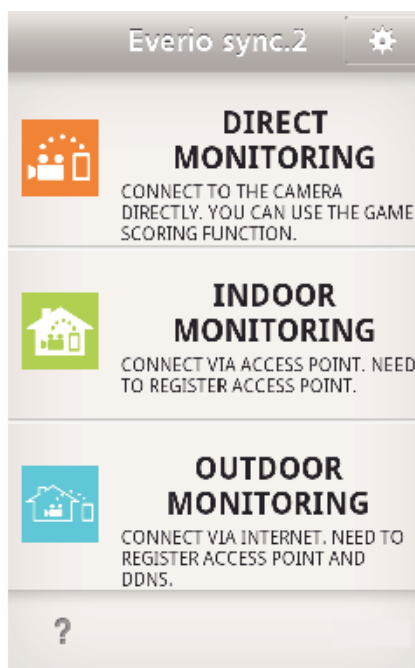 Everio sync.2
DIRECT
MONITORING
CONNECT TO THE CAMERA
DIRECTLY. YOU CAN USE THE GAME
SCORING FUNCTION.
INDOOR
MONITORING
CONNECT VIA ACCESS POINT. NEED
TO REGISTER ACCESS POINT.
OUTDOOR
MONITORING
CONNECT VIA INTERNET. NEED TO
REGISTER ACCESS POINT AND
DDNS.
?